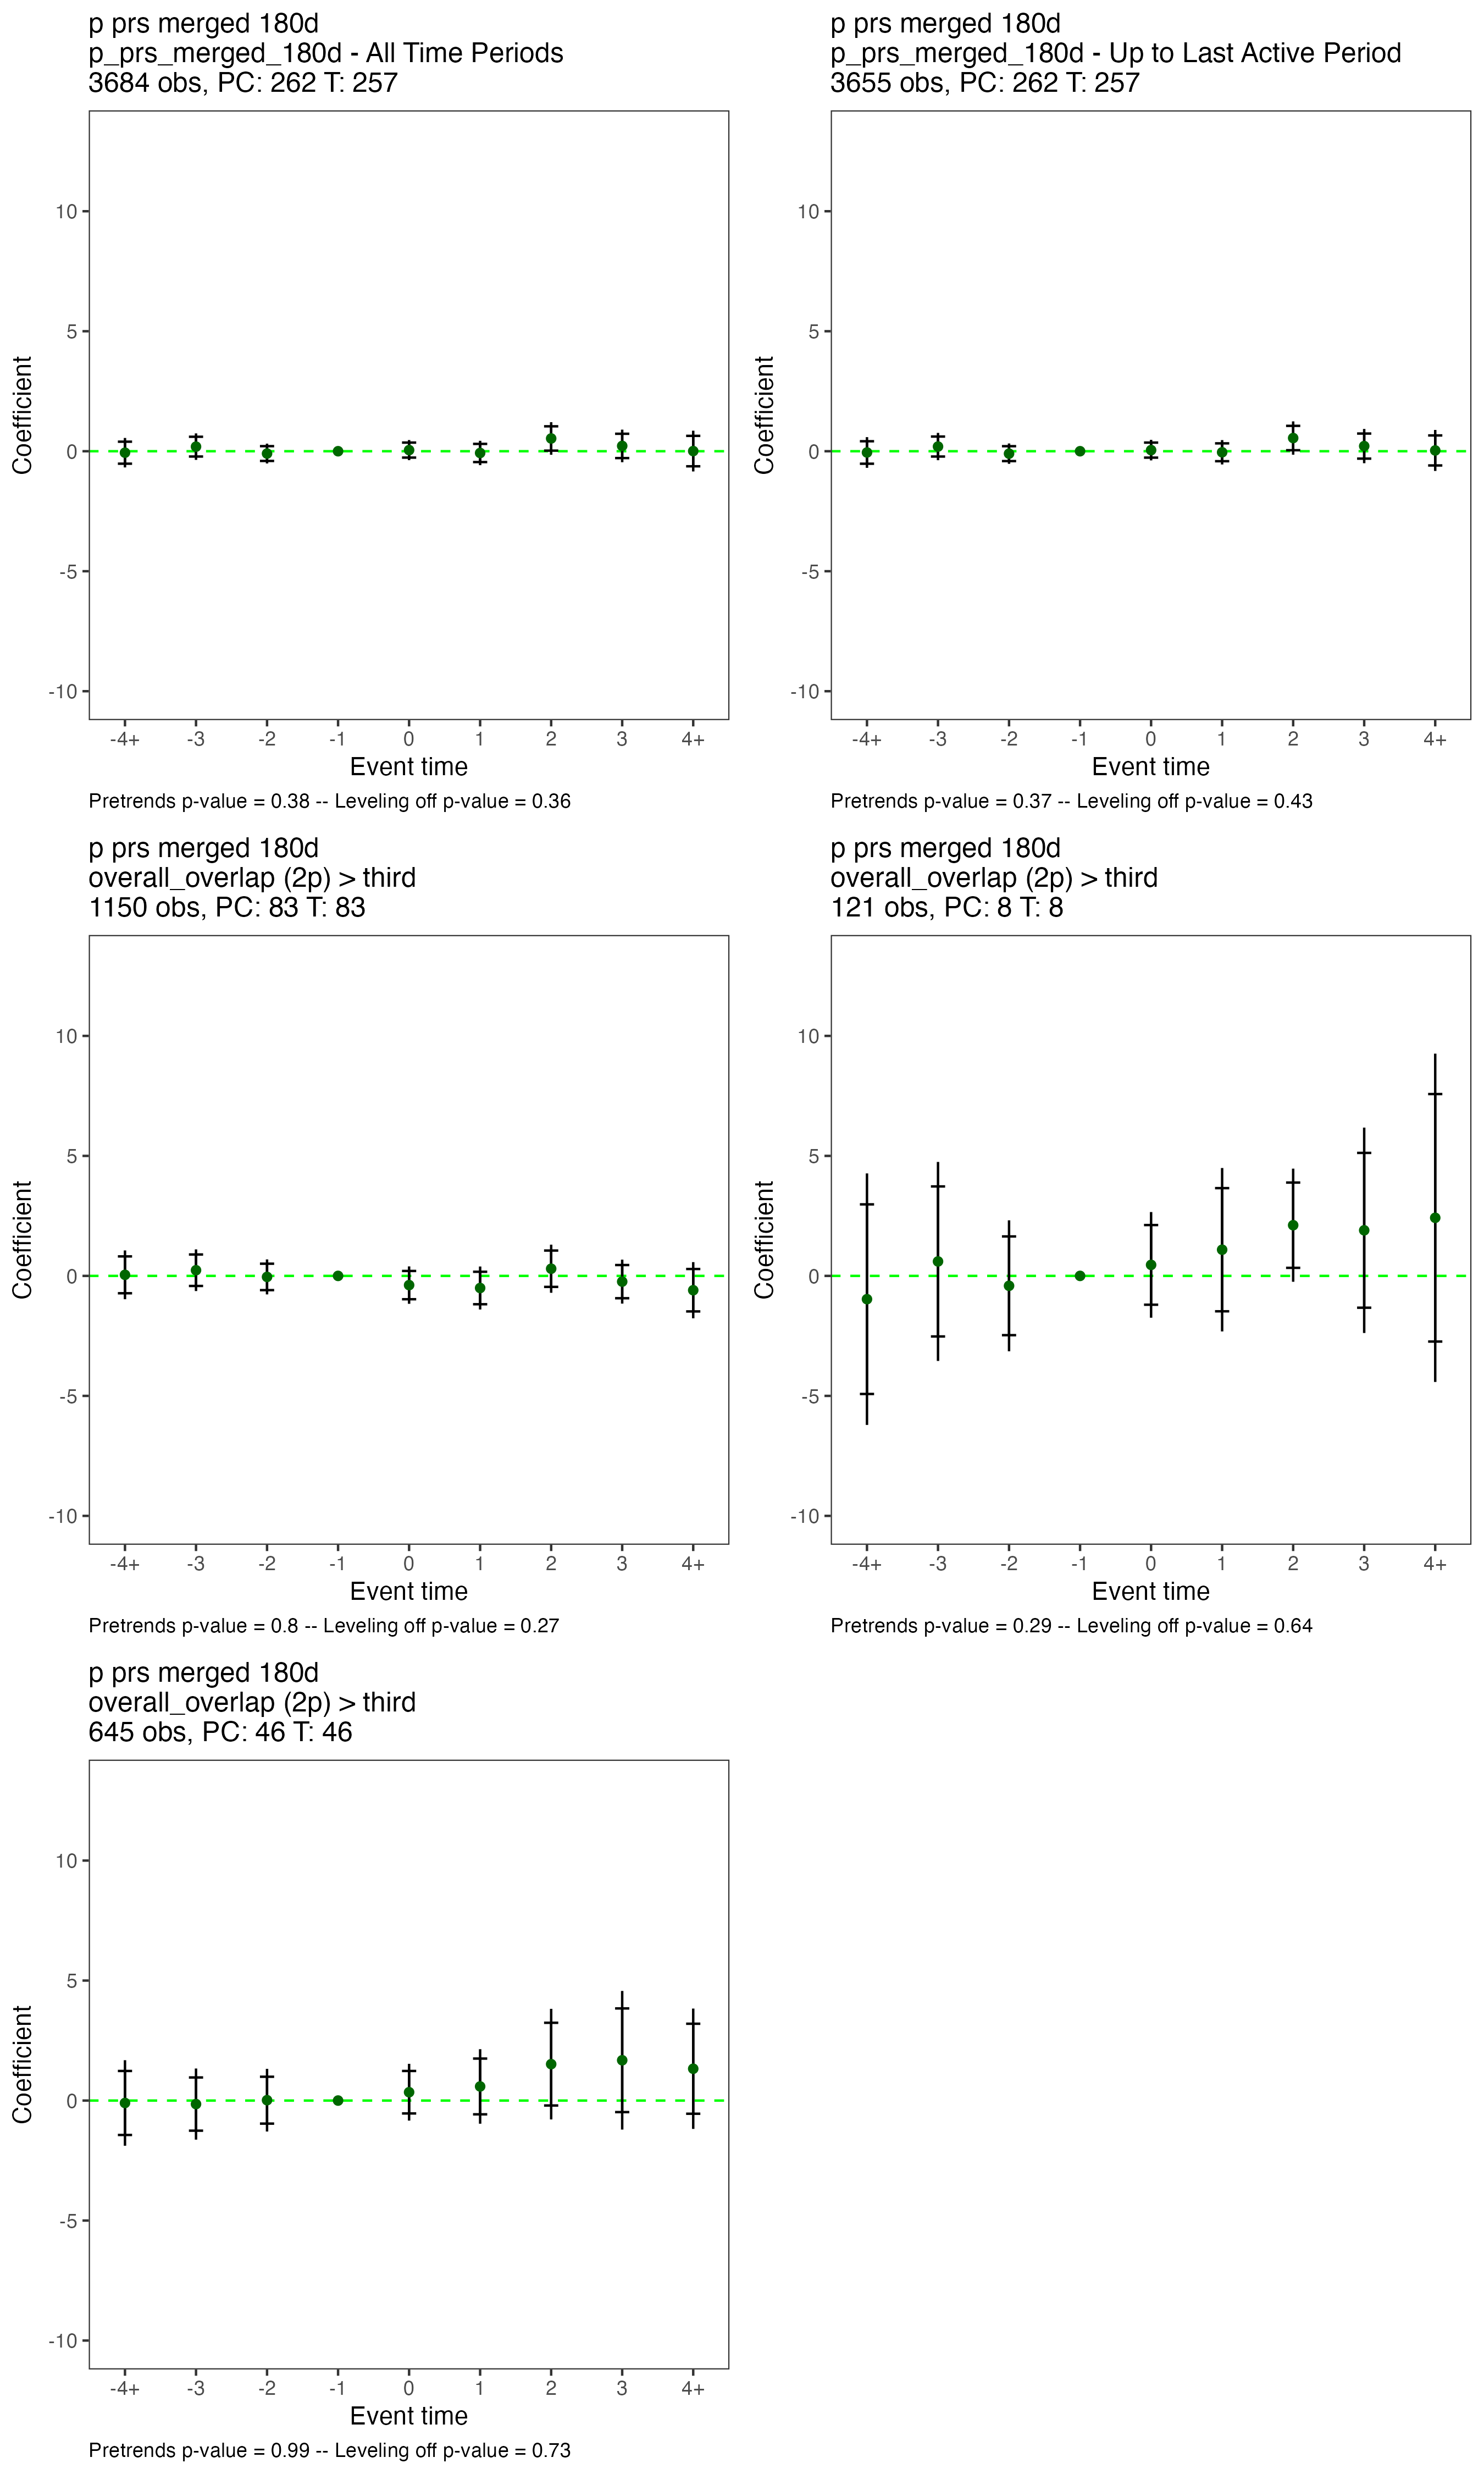 p prs merged 180d
p_prs_merged_180d - All Time Periods
3684 obs, PC: 262 T: 257
10
5
0
-5
-10
Coefficient
-4+ -3 -2 -1 0 1 2 3 4+
Event time
Pretrends p-value = 0.38 -- Leveling off p-value = 0.36
p prs merged 180d
p_prs_merged_180d - Up to Last Active Period
3655 obs, PC: 262 T: 257
10
5
0
-5
-10
Coefficient
-4+ -3 -2 -1 0 1 2 3 4+
Event time
Pretrends p-value = 0.37 -- Leveling off p-value = 0.43
p prs merged 180d
overall_overlap (2p) > third
1150 obs, PC: 83 T: 83
10
5
0
-5
-10
Coefficient
-4+ -3 -2 -1 0 1 2 3 4+
Event time
Pretrends p-value = 0.8 -- Leveling off p-value = 0.27
p prs merged 180d
overall_overlap (2p) > third
121 obs, PC: 8 T: 8
10
5
0
-5
-10
Coefficient
-4+ -3 -2 -1 0 1 2 3 4+
Event time
Pretrends p-value = 0.29 -- Leveling off p-value = 0.64
p prs merged 180d
overall_overlap (2p) > third
645 obs, PC: 46 T: 46
10
5
0
-5
-10
Coefficient
-4+ -3 -2 -1 0 1 2 3 4+
Event time
Pretrends p-value = 0.99 -- Leveling off p-value = 0.73